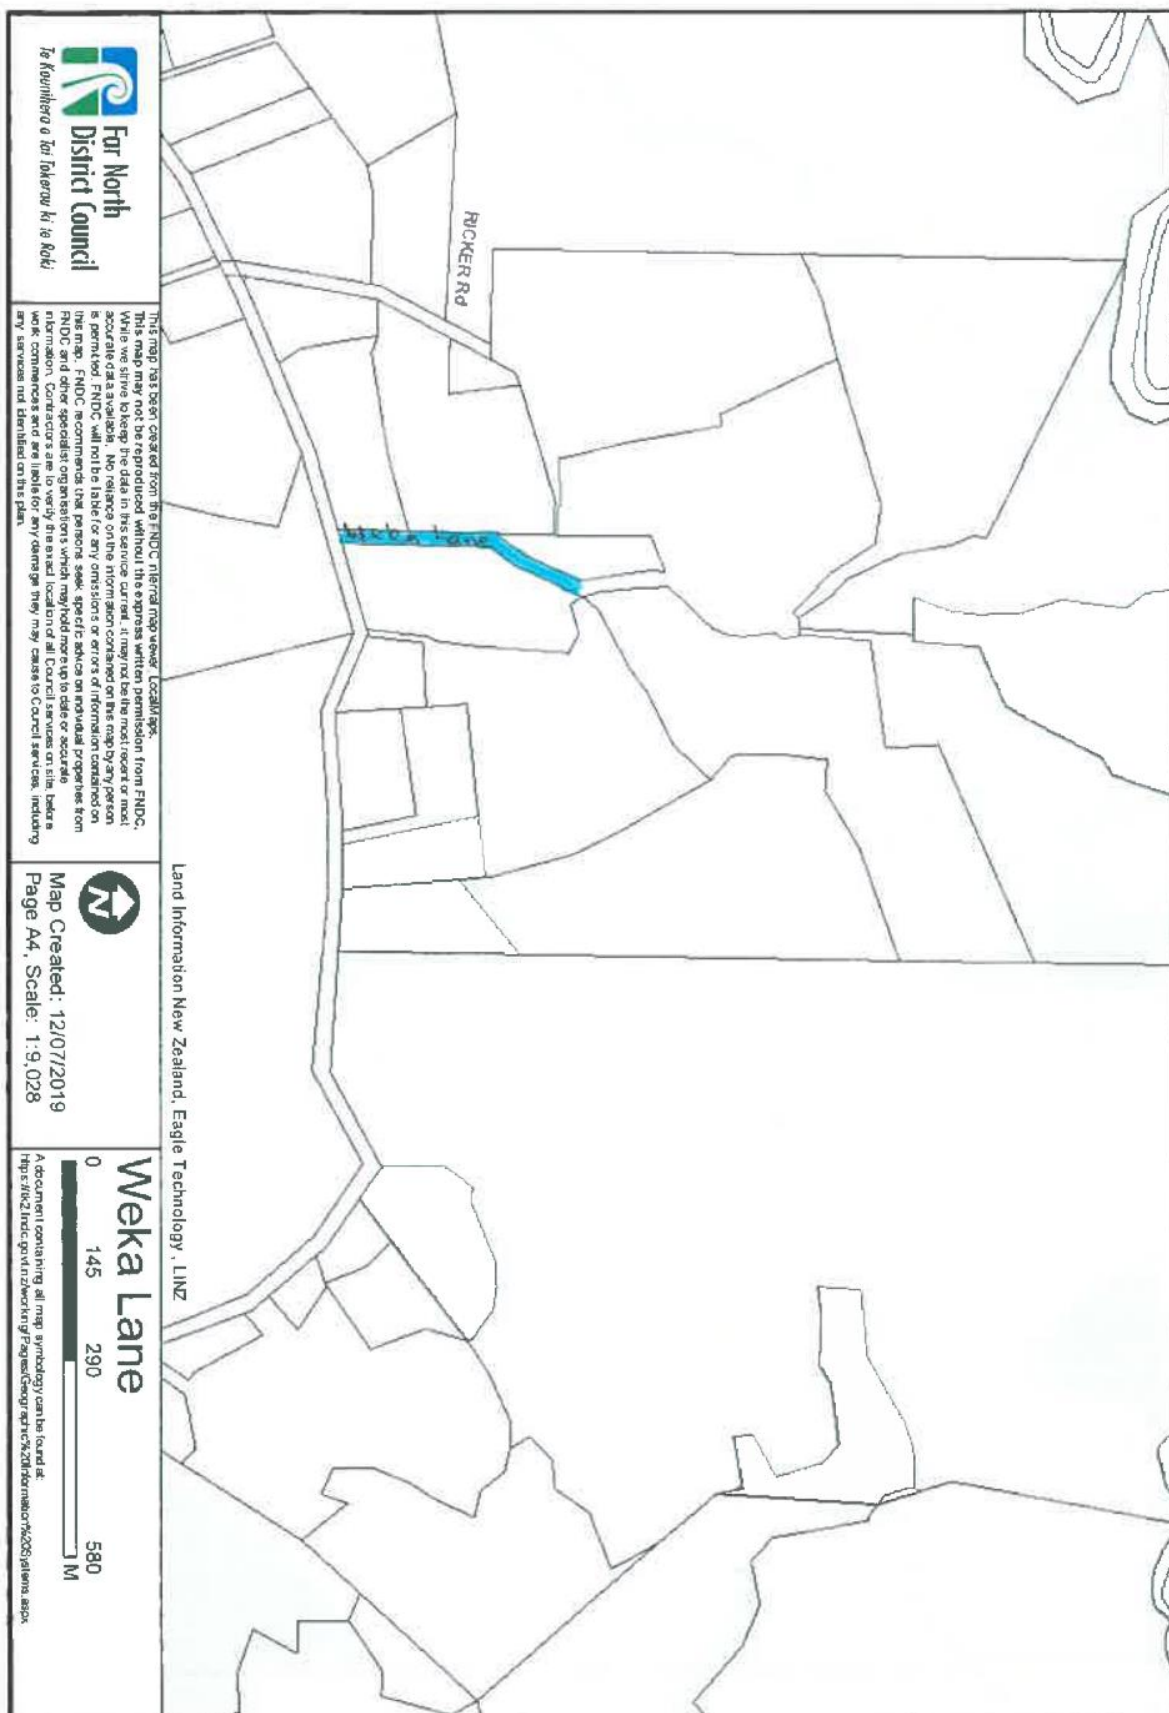 RICKER Rd
Weka Lane
Land Information New Zealand, Eagle Technology , LINZ
Far North
District Council
Te Kaunihera o Tai Tokerau ki te Raki
This map has been created from the FNDC internal map viewer, LocalMaps.
This map may not be reproduced without the express written permission from FNDC.
While we strive to keep the data in this service current, it may not be the most recent or most
accurate data available. No reliance on the information contained on this map by any person
is permitted. FNDC will not be liable for any omissions or errors of information contained on
this map. FNDC recommends that persons seek specific advice on individual properties from
FNDC and other specialist organisations which may hold more up to date or accurate
information. Contractors are to verify the exact location of all Council services on site, before
work commences and are liable for any damage they may cause to Council services, including
any services not identified on this plan.
N
Map Created: 12/07/2019
Page A4, Scale: 1:9,028
Weka Lane
0 145 290 580
M
A document containing all map symbology can be found at: